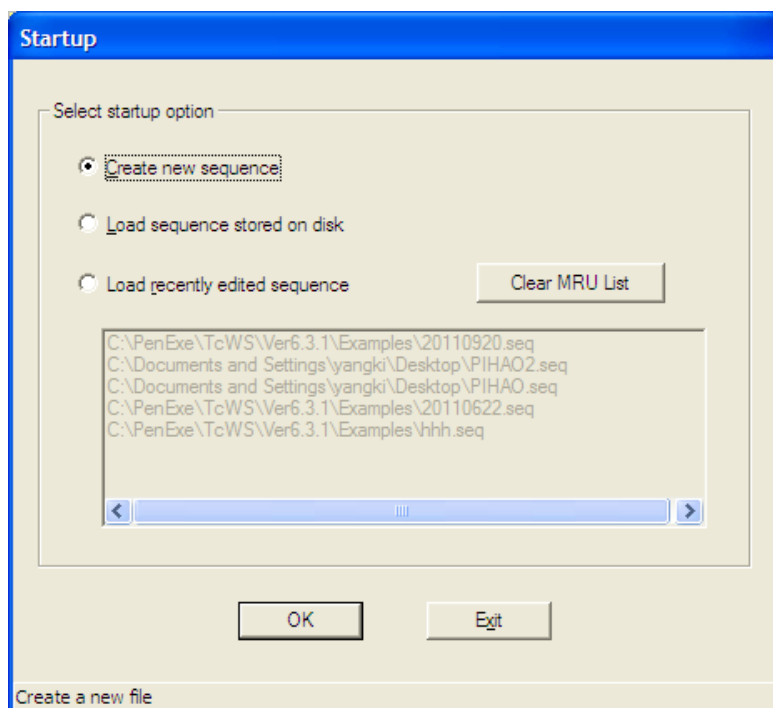 Startup
Select startup option
Create new sequence
Load sequence stored on disk
Load recently edited sequence
Clear MRU List
C:\PenExe\TcWS\Ver6.3.1\Examples\20110920.seq
C:\Documents and Settings\yangki\Desktop\PIHAO2.seq
C:\Documents and Settings\yangki\Desktop\PIHAO.seq
C:\PenExe\TcWS\Ver6.3.1\Examples\20110622.seq
C:\PenExe\TcWS\Ver6.3.1\Examples\hhh.seq
OK
Exit
Create a new file